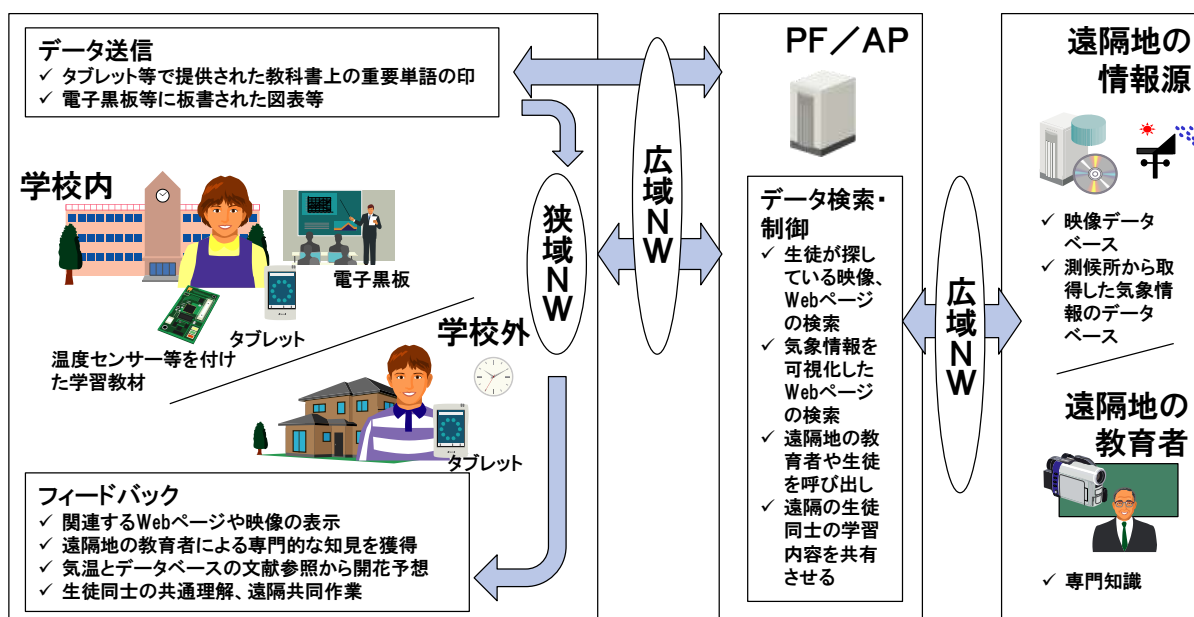 データ送信
✓ タブレット等で提供された教科書上の重要単語の印
✓ 電子黒板等に板書された図表等
学校内
電子黒板
タブレット
温度センサー等を付け
た学習教材
学校外
タブレット
フィードバック
✓ 関連するWebページや映像の表示
✓ 遠隔地の教育者による専門的な知見を獲得
✓ 気温とデータベースの文献参照から開花予想
✓ 生徒同士の共通理解、遠隔共同作業
狭域NW
広域NW
PF/AP
データ検索・
制御
✓ 生徒が探し
ている映像、
Webページ
の検索
✓ 気象情報を
可視化した
Webページ
の検索
✓ 遠隔地の教
育者や生徒
を呼び出し
✓ 遠隔の生徒
同士の学習
内容を共有
させる
広域NW
遠隔地の
情報源
✓ 映像データ
ベース
✓ 測候所から取
得した気象情
報のデータ
ベース
遠隔地の
教育者
✓ 専門知識